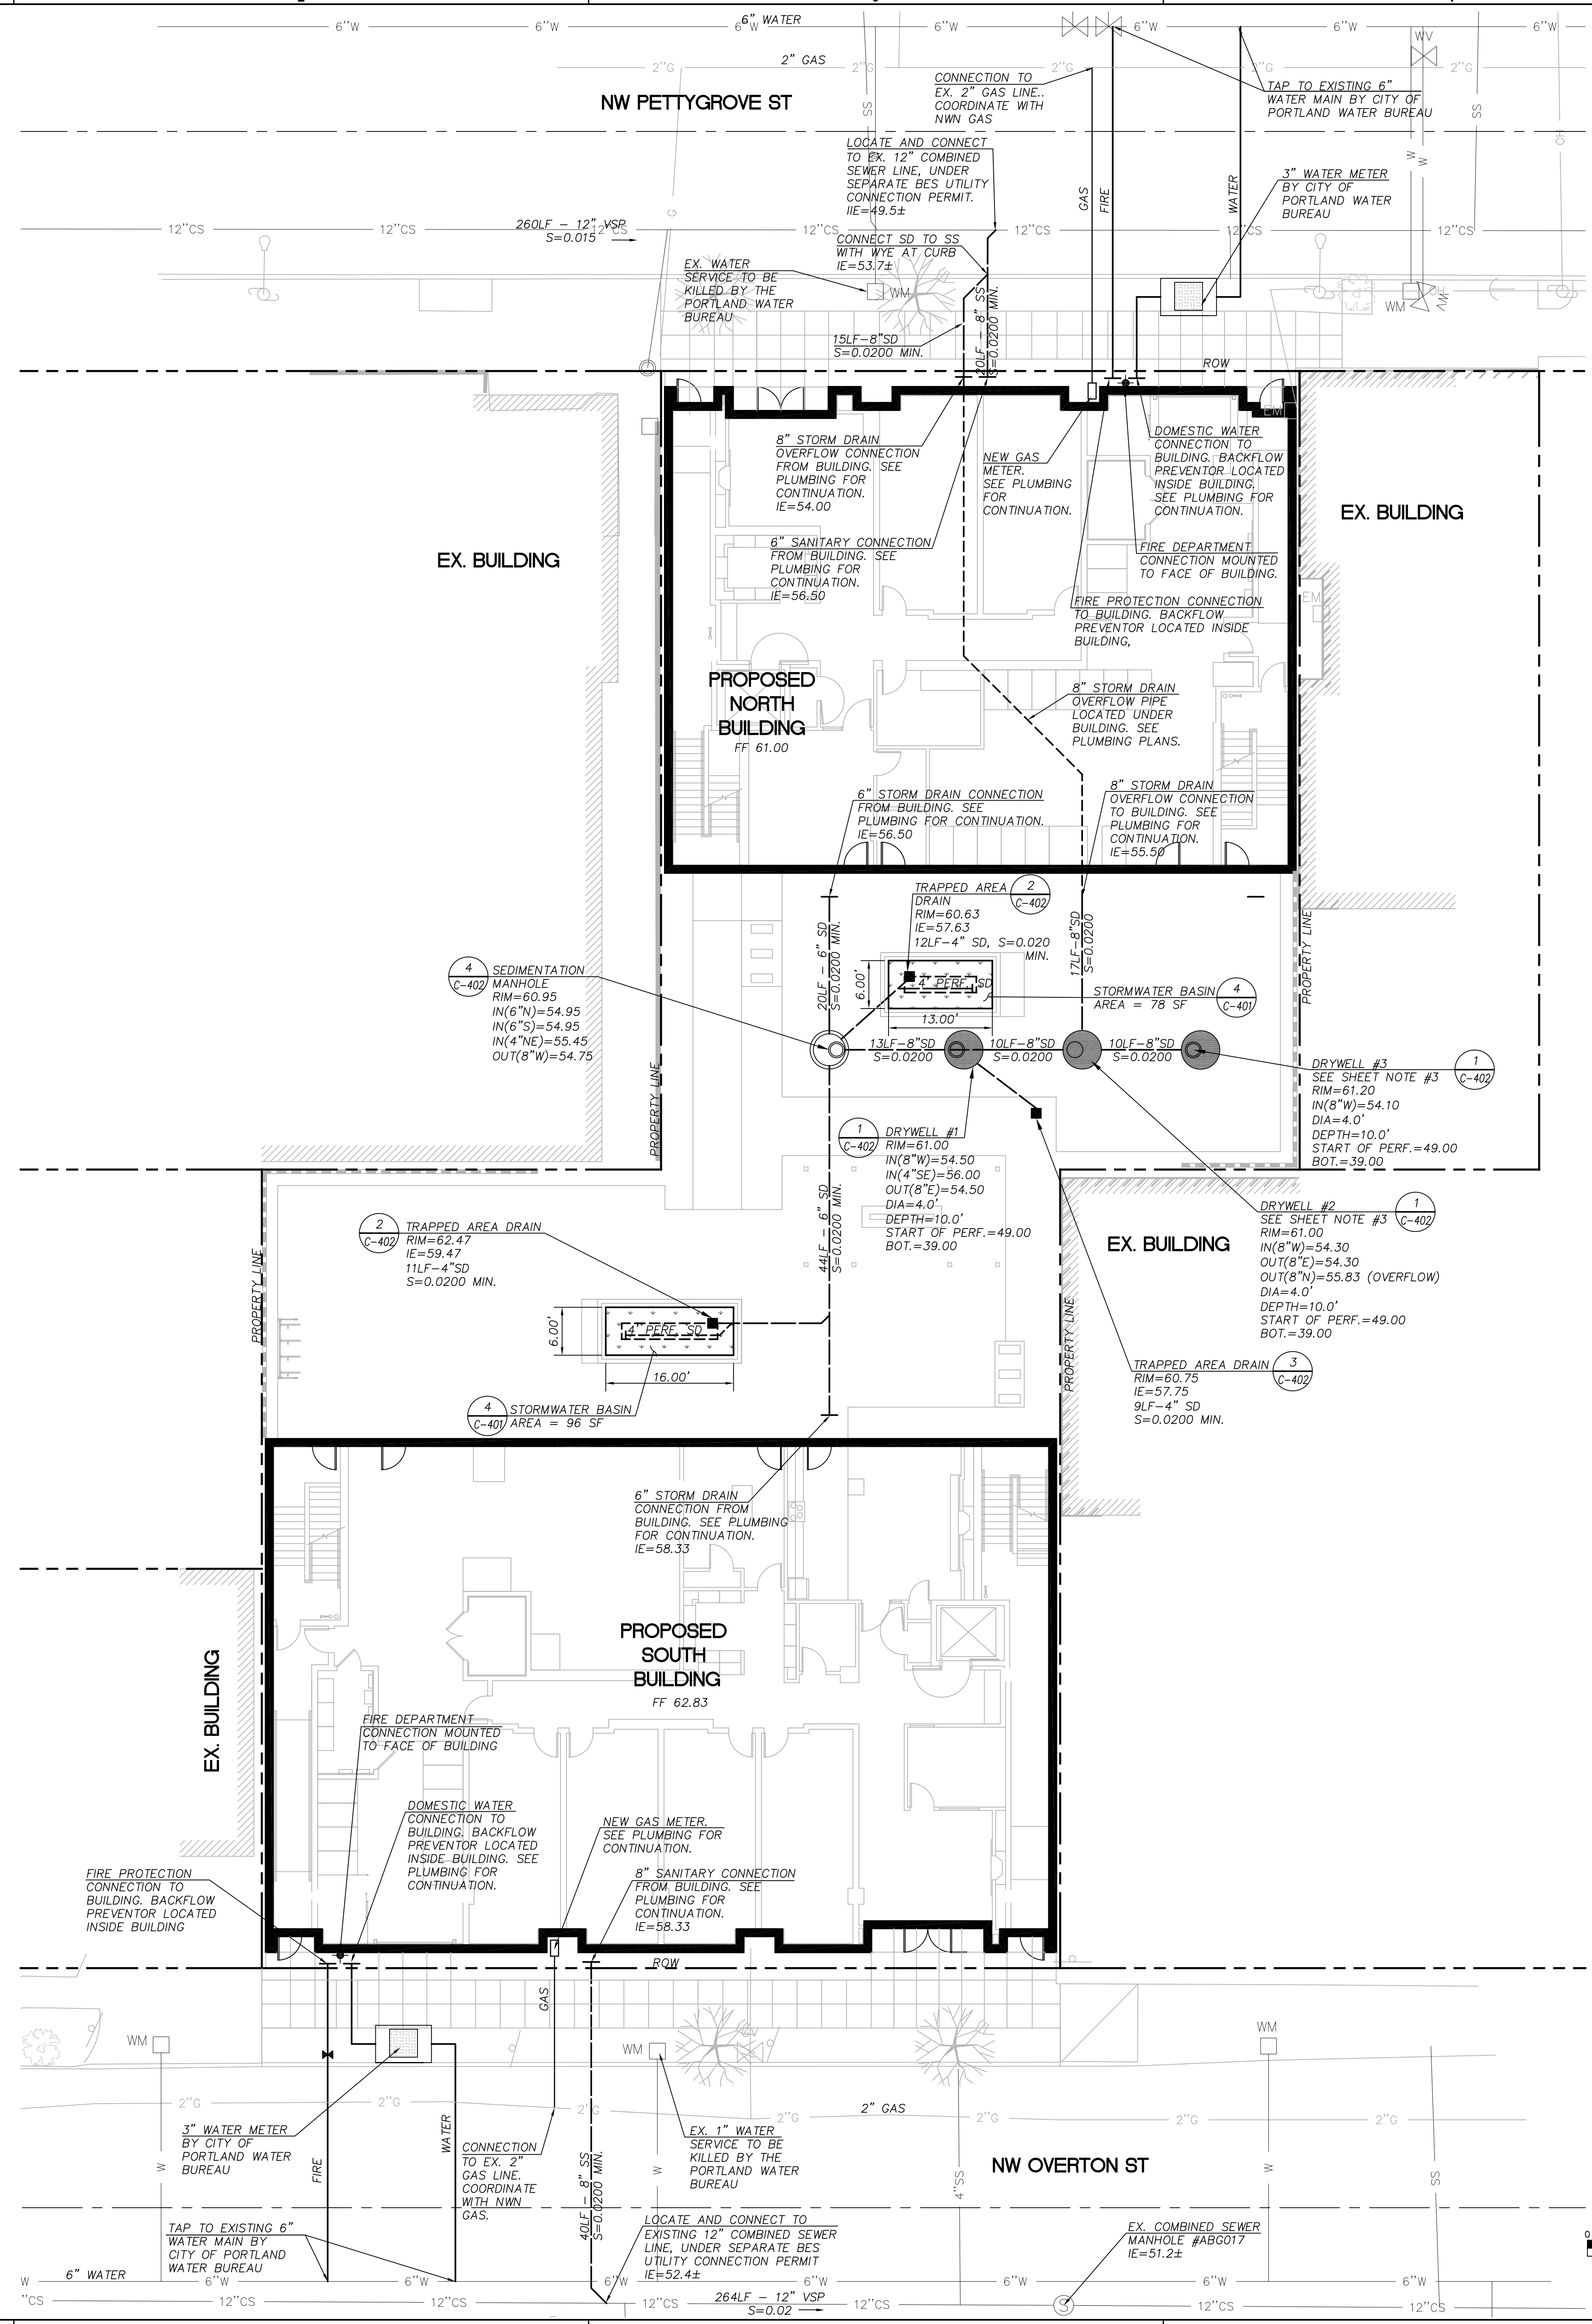 6"W
6"W
6"W
6" WATER
6"W
6"W
6"W
6"W
WV
2" GAS
2"G
2"G
2"G
2"G
2"G
NW PETTYGROVE ST
CONNECTION TO
EX. 2" GAS LINE..
COORDINATE WITH
NWN GAS
TAP TO EXISTING 6"
WATER MAIN BY CITY OF
PORTLAND WATER BUREAU
SS
SS
SS
OH
W
W
W
LOCATE AND CONNECT
TO EX. 12" COMBINED
SEWER LINE, UNDER
SEPARATE BES UTILITY
CONNECTION PERMIT.
IIE=49.5±
GAS
FIRE
WATER
3" WATER METER
BY CITY OF
PORTLAND WATER
BUREAU
G
12"CS
12"CS
260LF - 12" VSP
S=0.015
12"CS
12"CS
12"CS
12"CS
12"CS
CONNECT SD TO SS
WITH WYE AT CURB
IE=53.7±
EX. WATER
SERVICE TO BE
KILLED BY THE
PORTLAND WATER
BUREAU
WM
WM
15LF-8"SD
S=0.0200 MIN.
20LF - 8" SS
S=0.0200 MIN.
ROW
EM
8" STORM DRAIN
OVERFLOW CONNECTION
FROM BUILDING. SEE
PLUMBING FOR
CONTINUATION.
IE=54.00
NEW GAS
METER.
SEE PLUMBING
FOR
CONTINUATION.
DOMESTIC WATER
CONNECTION TO
BUILDING. BACKFLOW
PREVENTOR LOCATED
INSIDE BUILDING.
SEE PLUMBING FOR
CONTINUATION.
EX. BUILDING
EX. BUILDING
6" SANITARY CONNECTION
FROM BUILDING. SEE
PLUMBING FOR
CONTINUATION.
IE=56.50
FIRE DEPARTMENT
CONNECTION MOUNTED
TO FACE OF BUILDING.
EM
FIRE PROTECTION CONNECTION
TO BUILDING. BACKFLOW
PREVENTOR LOCATED INSIDE
BUILDING,
PROPOSED
NORTH
BUILDING
FF 61.00
8" STORM DRAIN
OVERFLOW PIPE
LOCATED UNDER
BUILDING. SEE
PLUMBING PLANS.
6" STORM DRAIN CONNECTION
FROM BUILDING. SEE
PLUMBING FOR CONTINUATION.
IE=56.50
8" STORM DRAIN
OVERFLOW CONNECTION
TO BUILDING. SEE
PLUMBING FOR
CONTINUATION.
IE=55.50
TRAPPED AREA
DRAIN
RIM=60.63
IE=57.63
12LF-4" SD, S=0.020
MIN.
2
C-402
20LF - 6" SD
S=0.0200 MIN.
17LF-8"SD
S=0.0200
PROPERTY LINE
4
C-402
SEDIMENTATION
MANHOLE
RIM=60.95
IN(6"N)=54.95
IN(6"S)=54.95
IN(4"NE)=55.45
OUT(8"W)=54.75
6.00'
4' PERF. SD
13.00'
STORMWATER BASIN
AREA = 78 SF
4
C-401
13LF-8"SD
S=0.0200
10LF-8"SD
S=0.0200
10LF-8"SD
S=0.0200
PROPERTY LINE
DRYWELL #3
SEE SHEET NOTE #3
RIM=61.20
IN(8"W)=54.10
DIA=4.0'
DEPTH=10.0'
START OF PERF.=49.00
BOT.=39.00
1
C-402
1
C-402
DRYWELL #1
RIM=61.00
IN(8"W)=54.50
IN(4"SE)=56.00
OUT(8"E)=54.50
DIA=4.0'
DEPTH=10.0'
START OF PERF.=49.00
BOT.=39.00
44LF - 6" SD
S=0.0200 MIN.
DRYWELL #2
SEE SHEET NOTE #3
RIM=61.00
IN(8"W)=54.30
OUT(8"E)=54.30
OUT(8"N)=55.83 (OVERFLOW)
DIA=4.0'
DEPTH=10.0'
START OF PERF.=49.00
BOT.=39.00
1
C-402
2
C-402
TRAPPED AREA DRAIN
RIM=62.47
IE=59.47
11LF-4"SD
S=0.0200 MIN.
EX. BUILDING
PROPERTY LINE
PROPERTY LINE
6.00'
4' PERF. SD
16.00'
TRAPPED AREA DRAIN
RIM=60.75
IE=57.75
9LF-4" SD
S=0.0200 MIN.
3
C-402
4
C-401
STORMWATER BASIN
AREA = 96 SF
6" STORM DRAIN
CONNECTION FROM
BUILDING. SEE PLUMBING
FOR CONTINUATION.
IE=58.33
PROPOSED
SOUTH
BUILDING
FF 62.83
EX. BUILDING
FIRE DEPARTMENT
CONNECTION MOUNTED
TO FACE OF BUILDING
DOMESTIC WATER
CONNECTION TO
BUILDING. BACKFLOW
PREVENTOR LOCATED
INSIDE BUILDING. SEE
PLUMBING FOR
CONTINUATION.
NEW GAS METER.
SEE PLUMBING FOR
CONTINUATION.
FIRE PROTECTION
CONNECTION TO
BUILDING. BACKFLOW
PREVENTOR LOCATED
INSIDE BUILDING
8" SANITARY CONNECTION
FROM BUILDING. SEE
PLUMBING FOR
CONTINUATION.
IE=58.33
ROW
GAS
WM
WM
WM
2"G
2"G
2"G
2"G
2" GAS
2"G
2"G
2"G
3" WATER METER
BY CITY OF
PORTLAND WATER
BUREAU
W
FIRE
WATER
CONNECTION
TO EX. 2"
GAS LINE.
COORDINATE
WITH NWN
GAS.
40LF - 8" SS
S=0.0200 MIN.
W
EX. 1" WATER
SERVICE TO BE
KILLED BY THE
PORTLAND WATER
BUREAU
NW OVERTON ST
4"SS
W
SS
TAP TO EXISTING 6"
WATER MAIN BY
CITY OF PORTLAND
WATER BUREAU
LOCATE AND CONNECT TO
EXISTING 12" COMBINED SEWER
LINE, UNDER SEPARATE BES
UTILITY CONNECTION PERMIT
IE=52.4±
EX. COMBINED SEWER
MANHOLE #ABG017
IE=51.2±
0
W
6" WATER
6"W
6"W
6"W
6"W
6"W
6"W
6"W
"CS
12"CS
12"CS
12"CS
264LF - 12" VSP
S=0.02
12"CS
S
12"CS
12"CS
12"CS